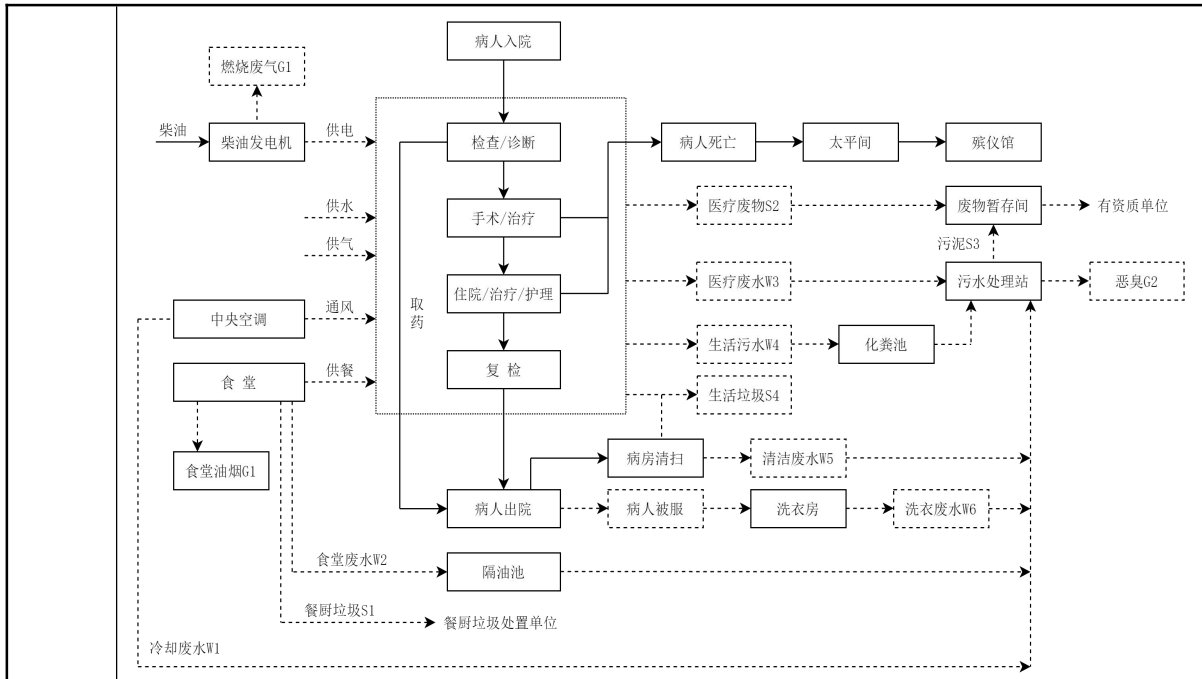 病人入院
燃烧废气G1
柴油
柴油发电机
供电
检查/诊断
病人死亡
太平间
殡仪馆
供水
手术/治疗
医疗废物S2
废物暂存间
有资质单位
供气
污泥S3
取药
住院/治疗/护理
医疗废水W3
污水处理站
恶臭G2
中央空调
通风
生活污水W4
化粪池
复 检
食 堂
供餐
生活垃圾S4
食堂油烟G1
病房清扫
清洁废水W5
病人出院
病人被服
洗衣房
洗衣废水W6
食堂废水W2
隔油池
餐厨垃圾S1
餐厨垃圾处置单位
冷却废水W1